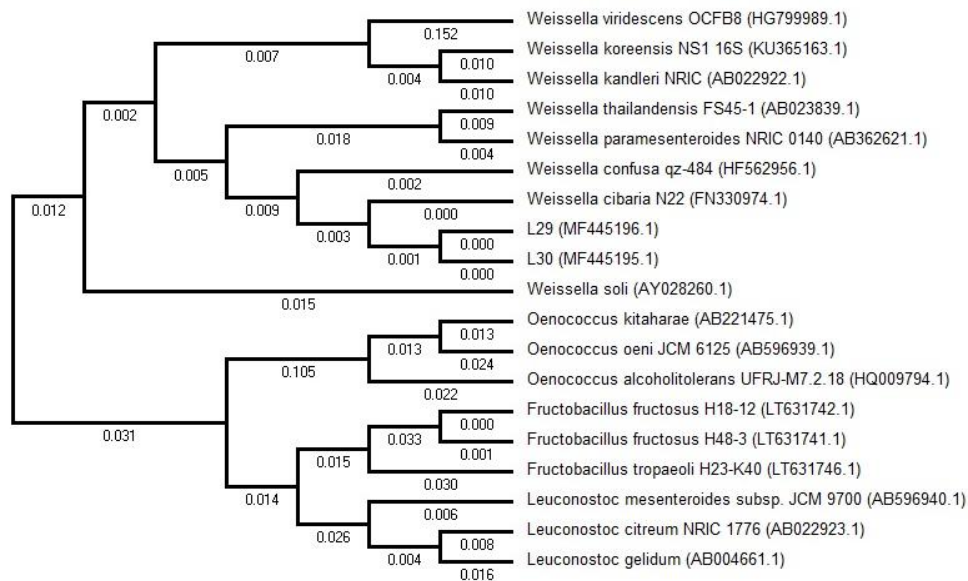 Weissella viridescens OCFB8 (HG799989.1)
0.152
0.007
Weissella koreensis NS1 16S (KU365163.1)
0.010
0.004
Weissella kandleri NRIC (AB022922.1)
0.010
0.002
Weissella thailandensis FS45-1 (AB023839.1)
0.009
0.018
Weissella paramesenteroides NRIC 0140 (AB362621.1)
0.004
0.005
Weissella confusa qz-484 (HF562956.1)
0.002
0.009
Weissella cibaria N22 (FN330974.1)
0.000
0.012
L29 (MF445196.1)
0.000
0.003
0.001
L30 (MF445195.1)
0.000
Weissella soli (AY028260.1)
0.015
Oenococcus kitaharae (AB221475.1)
0.013
0.013
Oenococcus oeni JCM 6125 (AB596939.1)
0.024
0.105
Oenococcus alcoholitolerans UFRJ-M7.2.18 (HQ009794.1)
0.022
Fructobacillus fructosus H18-12 (LT631742.1)
0.000
0.031
0.033
Fructobacillus fructosus H48-3 (LT631741.1)
0.001
0.015
Fructobacillus tropaeoli H23-K40 (LT631746.1)
0.030
0.014
Leuconostoc mesenteroides subsp. JCM 9700 (AB596940.1)
0.006
0.026
Leuconostoc citreum NRIC 1776 (AB022923.1)
0.008
0.004
Leuconostoc gelidum (AB004661.1)
0.016